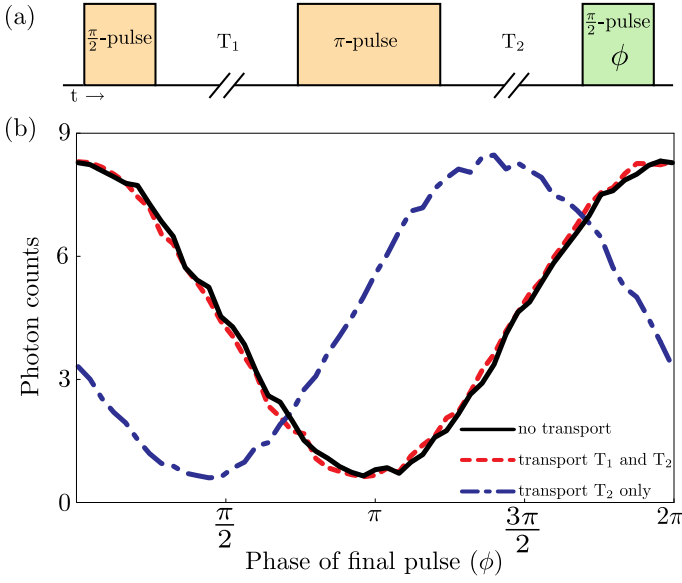 (a)
π/2-pulse
T₁
π-pulse
T₂
π/2-pulse
ϕ
t →
(b)
9
6
3
0
Photon counts
no transport
transport T₁ and T₂
transport T₂ only
π/2
π
3π/2
2π
Phase of final pulse (ϕ)